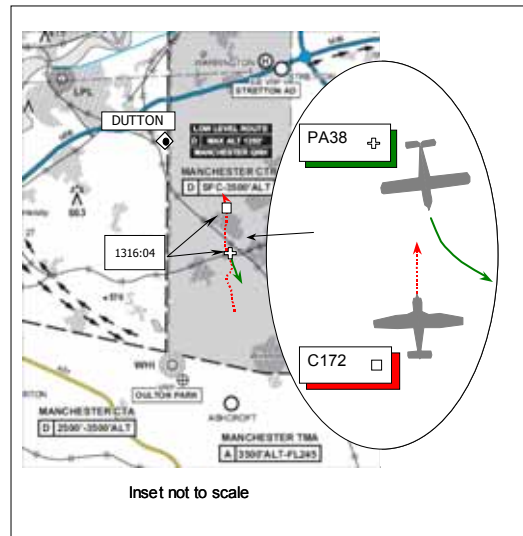 WARRINGTON
LPL
STRETTON AD
DUTTON
LOW LEVEL ROUTE
D MAX ALT 1250'
MANCHESTER QNH
PA38
MANCHESTER CTR
D SFC-3500'ALT
863
1316:04
WHI
C172
OULTON PARK
ASHCROFT
MANCHESTER CTA
D 2500'-3500'ALT
MANCHESTER TMA
A 3500'ALT-FL245
Inset not to scale